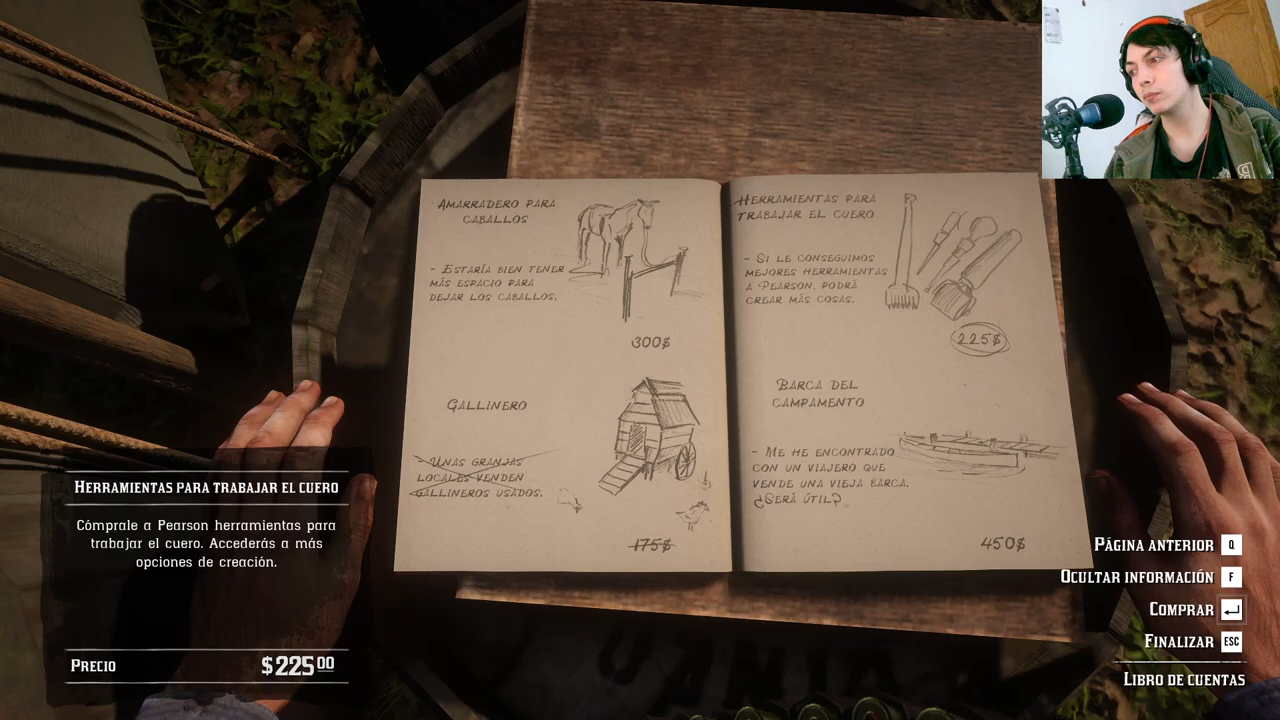 AMARRADERO PARA
CABALLOS
- ESTARÍA BIEN TENER
MÁS ESPACIO PARA
DEJAR LOS CABALLOS.
300$
GALLINERO
- UNAS GRANJAS
LOCALES VENDEN
GALLINEROS USADOS.
175$
HERRAMIENTAS PARA
TRABAJAR EL CUERO
- SI LE CONSEGUIMOS
MEJORES HERRAMIENTAS
A PEARSON, PODRÁ
CREAR MÁS COSAS.
225$
BARCA DEL
CAMPAMENTO
- ME HE ENCONTRADO
CON UN VIAJERO QUE
VENDE UNA VIEJA BARCA.
¿SERÁ ÚTIL?
450$
HERRAMIENTAS PARA TRABAJAR EL CUERO
Cómprale a Pearson herramientas para
trabajar el cuero. Accederás a más
opciones de creación.
PRECIO $22500
PÁGINA ANTERIOR Q
OCULTAR INFORMACIÓN F
COMPRAR
FINALIZAR ESC
LIBRO DE CUENTAS